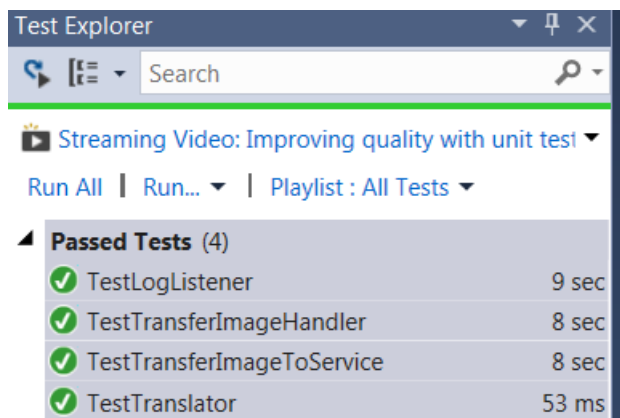 Test Explorer
Search
Streaming Video: Improving quality with unit test
Run All | Run... | Playlist : All Tests
Passed Tests (4)
TestLogListener 9 sec
TestTransferImageHandler 8 sec
TestTransferImageToService 8 sec
TestTranslator 53 ms